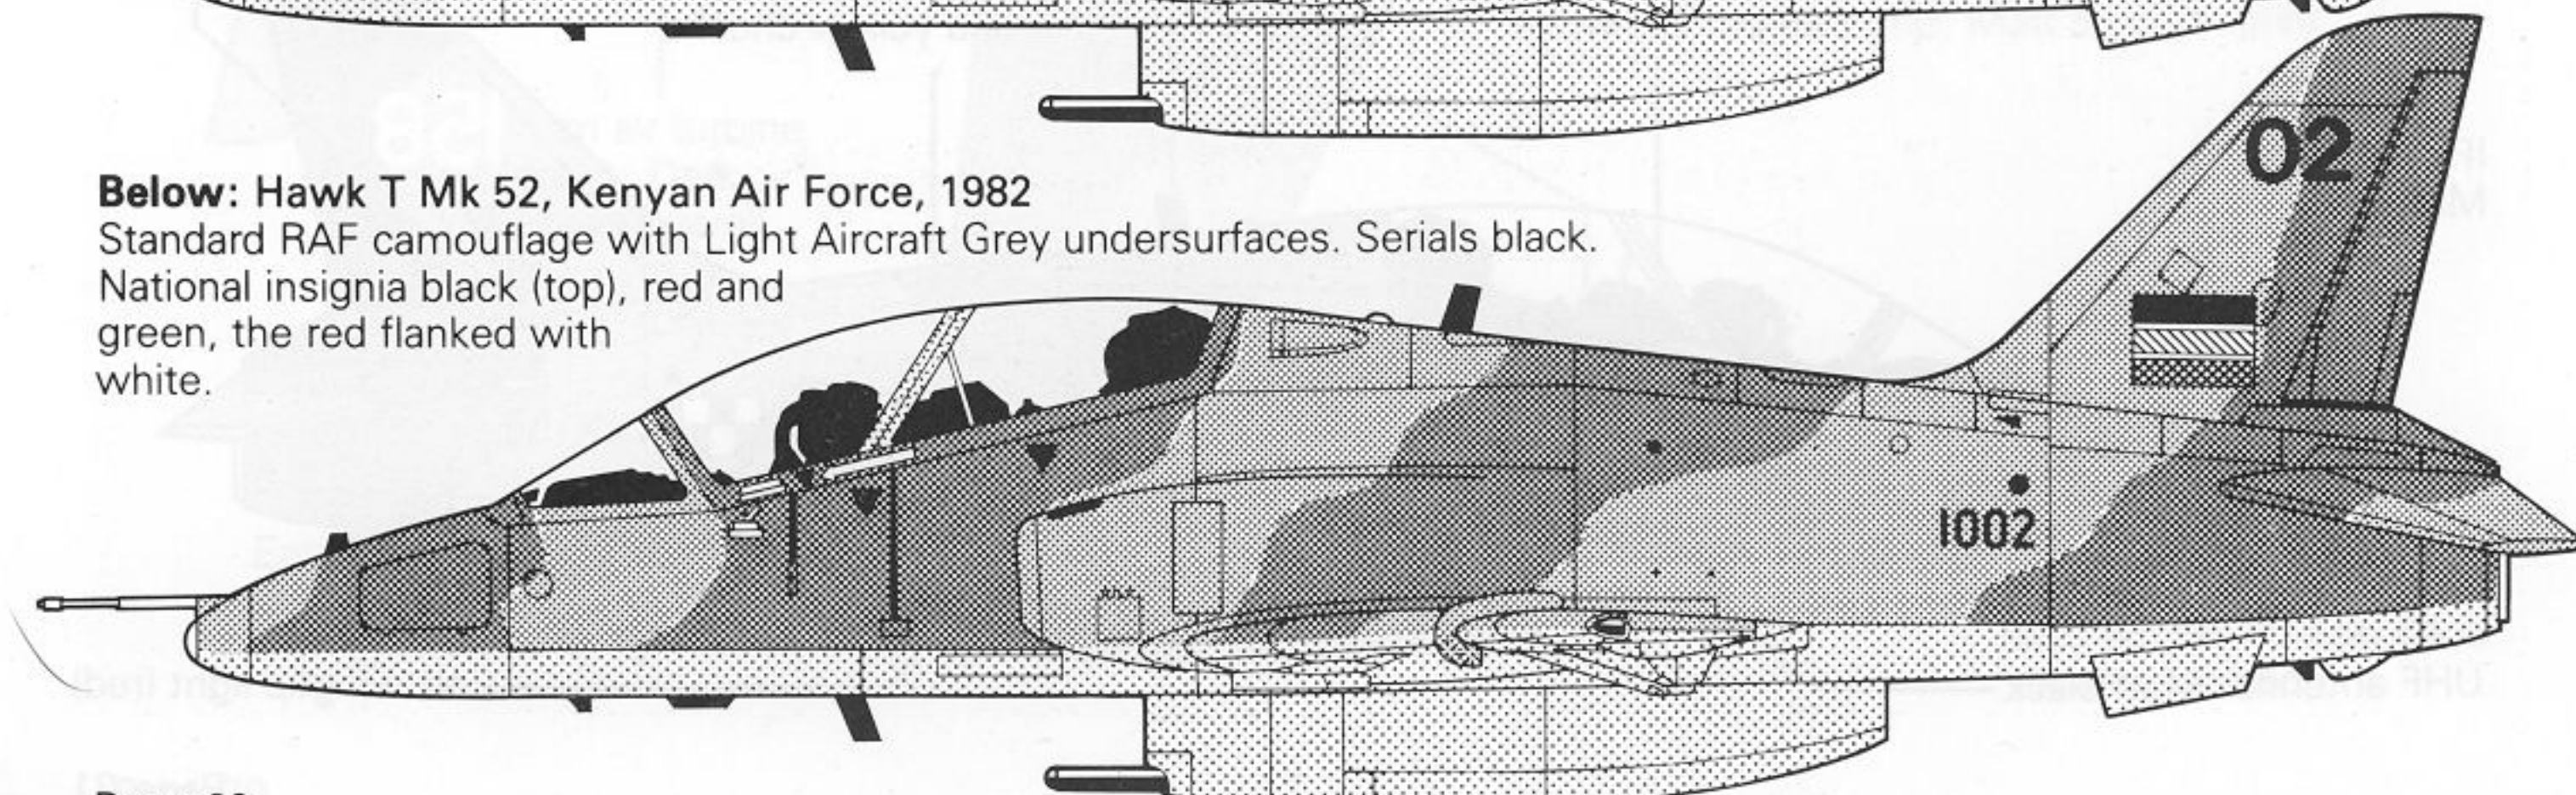 02
Below: Hawk T Mk 52, Kenyan Air Force, 1982
Standard RAF camouflage with Light Aircraft Grey undersurfaces. Serials black.
National insignia black (top), red and
green, the red flanked with
white.
1002